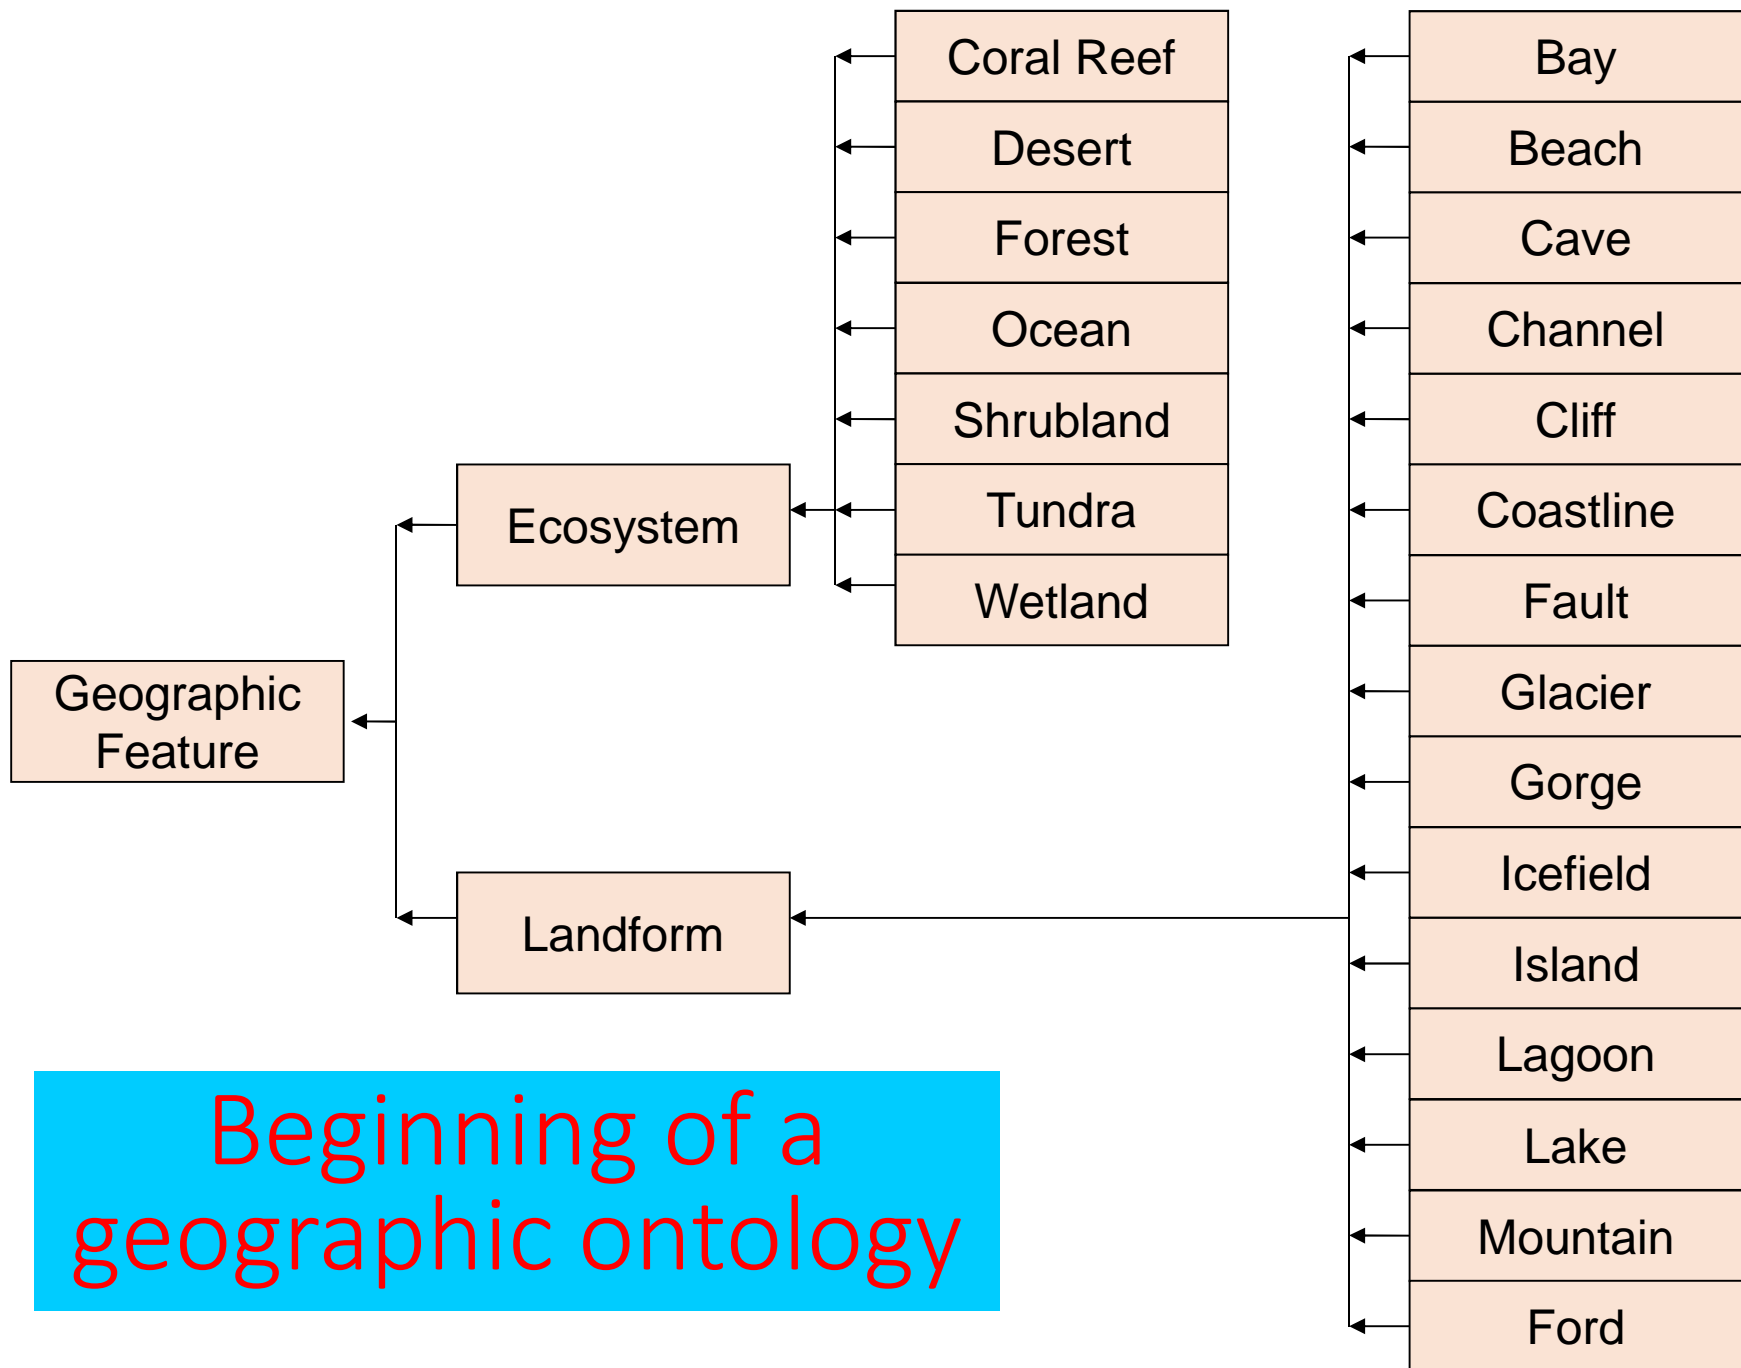 Coral Reef
Desert
Forest
Ocean
Shrubland
Tundra
Wetland
Bay
Beach
Cave
Channel
Cliff
Coastline
Fault
Glacier
Gorge
Icefield
Island
Lagoon
Lake
Mountain
Ford
Ecosystem
Geographic
Feature
Landform
Beginning of a
geographic ontology